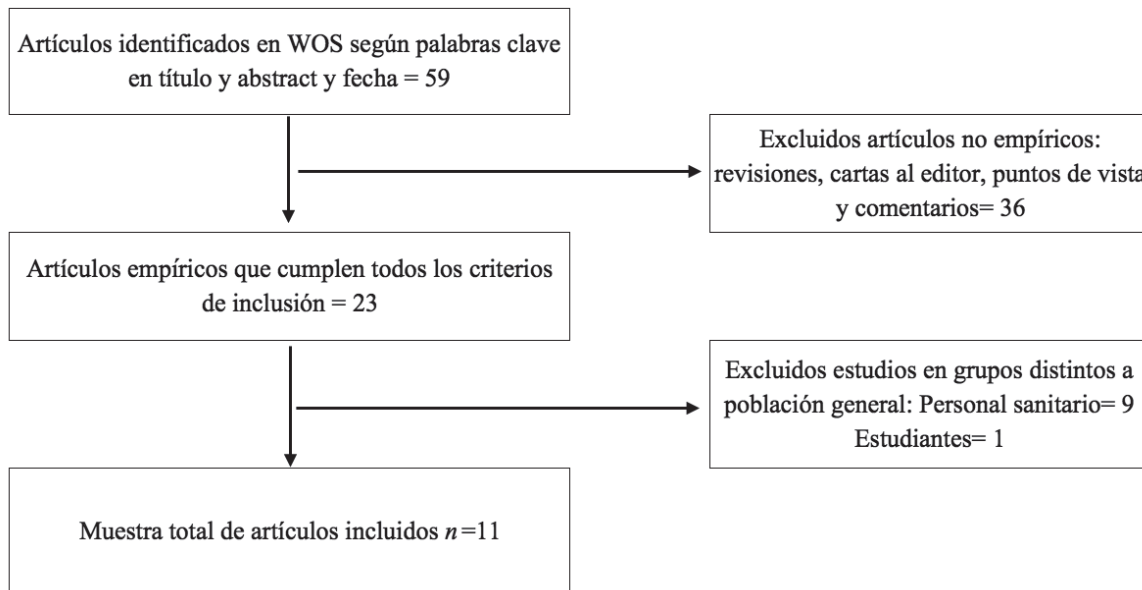 Artículos identificados en WOS según palabras clave
en título y abstract y fecha = 59
Excluidos artículos no empíricos:
revisiones, cartas al editor, puntos de vista
y comentarios= 36
Artículos empíricos que cumplen todos los criterios
de inclusión = 23
Excluidos estudios en grupos distintos a
población general: Personal sanitario= 9
Estudiantes= 1
Muestra total de artículos incluidos n=11